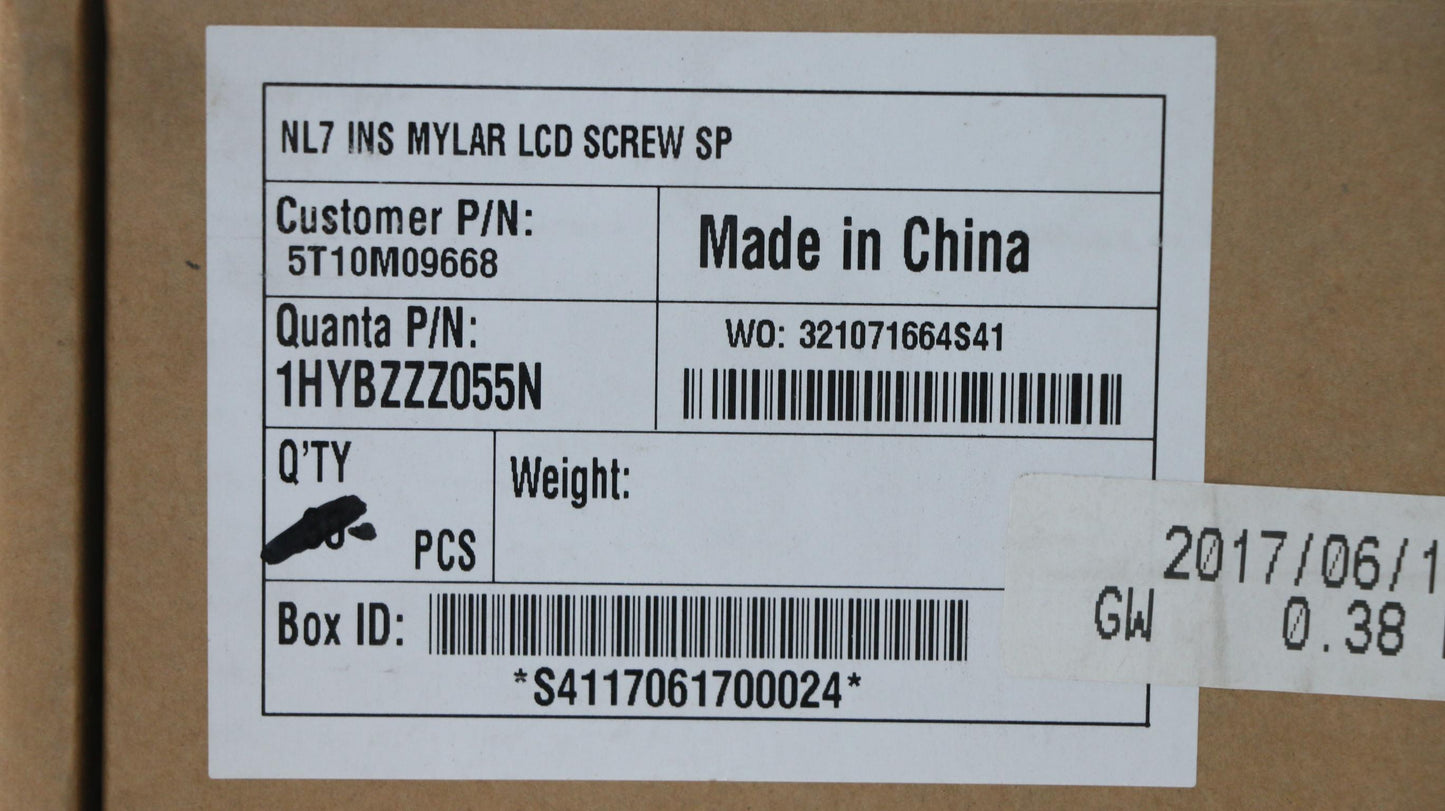 NL7 INS MYLAR LCD SCREW SP
Customer P/N:
5T10M09668
Made in China
Quanta P/N:
1HYBZZZ055N
WO: 321071664S41
Q'TY
PCS
Weight:
Box ID:
*S4117061700024*
2017/06/1
GW 0.38